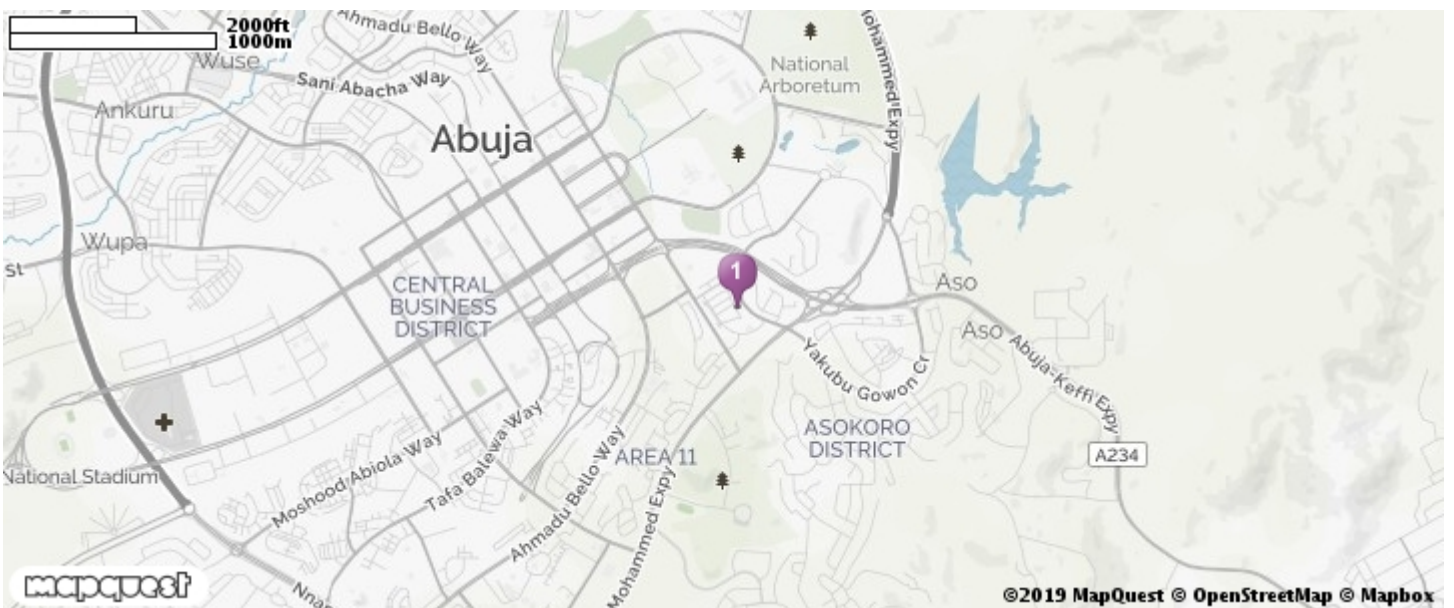 2000ft
1000m
Ahmadu Bello Way
Mohammed Expy
Wuse
Sani Abacha Way
National
Arboretum
Ankuru
Abuja
Wupa
St
CENTRAL
BUSINESS
DISTRICT
1
Aso
Aso
Abuja-Keffi Expy
Yakubu Gowon Cr
ASOKORO
DISTRICT
A234
AREA 11
National Stadium
Moshood Abiola Way
Tafa Balewa Way
Ahmadu Bello Way
Mohammed Expy
Nnar
mapquest
©2019 MapQuest © OpenStreetMap © Mapbox